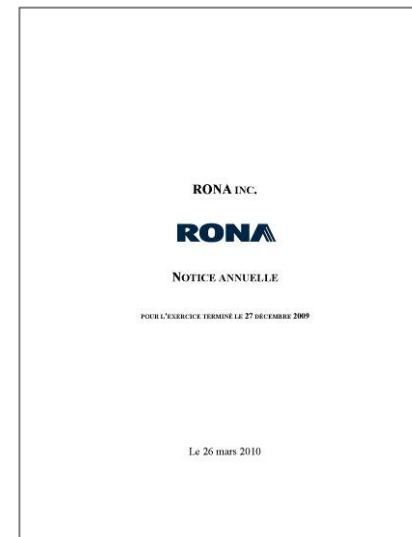 RONA INC.
RONA
NOTICE ANNUELLE
POUR L'EXERCICE TERMINÉ LE 27 DÉCEMBRE 2009
Le 26 mars 2010